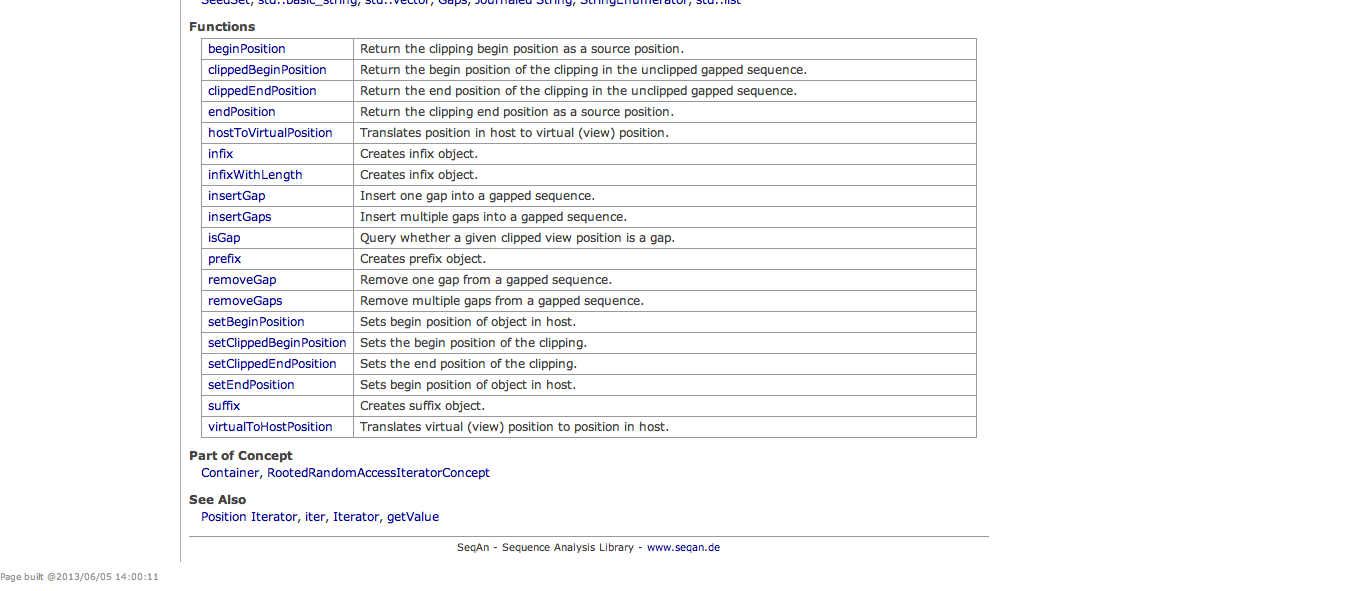 SeedSet, std::basic_string, std::vector, Gaps, Journaled String, StringEnumerator, std::list
Functions
beginPosition Return the clipping begin position as a source position.
clippedBeginPosition Return the begin position of the clipping in the unclipped gapped sequence.
clippedEndPosition Return the end position of the clipping in the unclipped gapped sequence.
endPosition Return the clipping end position as a source position.
hostToVirtualPosition Translates position in host to virtual (view) position.
infix Creates infix object.
infixWithLength Creates infix object.
insertGap Insert one gap into a gapped sequence.
insertGaps Insert multiple gaps into a gapped sequence.
isGap Query whether a given clipped view position is a gap.
prefix Creates prefix object.
removeGap Remove one gap from a gapped sequence.
removeGaps Remove multiple gaps from a gapped sequence.
setBeginPosition Sets begin position of object in host.
setClippedBeginPosition Sets the begin position of the clipping.
setClippedEndPosition Sets the end position of the clipping.
setEndPosition Sets begin position of object in host.
suffix Creates suffix object.
virtualToHostPosition Translates virtual (view) position to position in host.
Part of Concept
Container, RootedRandomAccessIteratorConcept
See Also
Position Iterator, iter, Iterator, getValue
SeqAn - Sequence Analysis Library - www.seqan.de
Page built @2013/06/05 14:00:11